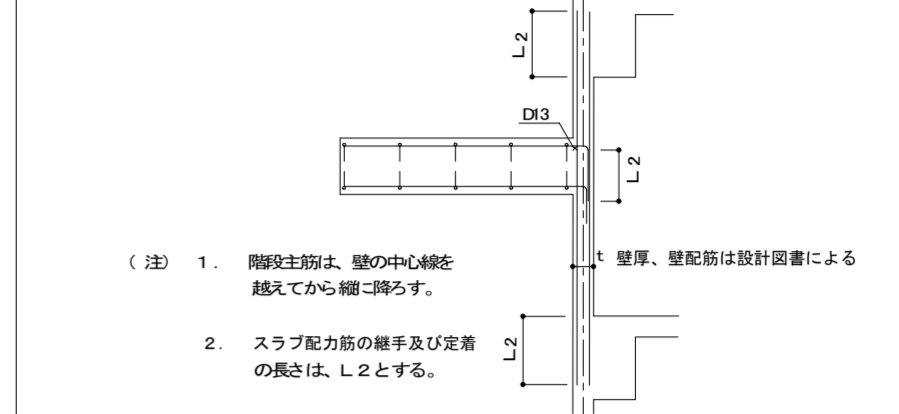 L2
D13
L2
t 壁厚、壁配筋は設計図書による
(注) 1. 階段主筋は、壁の中心線を
越えてから縦に降ろす。
2. スラブ配力筋の継手及び定着
の長さは、L2とする。
L2